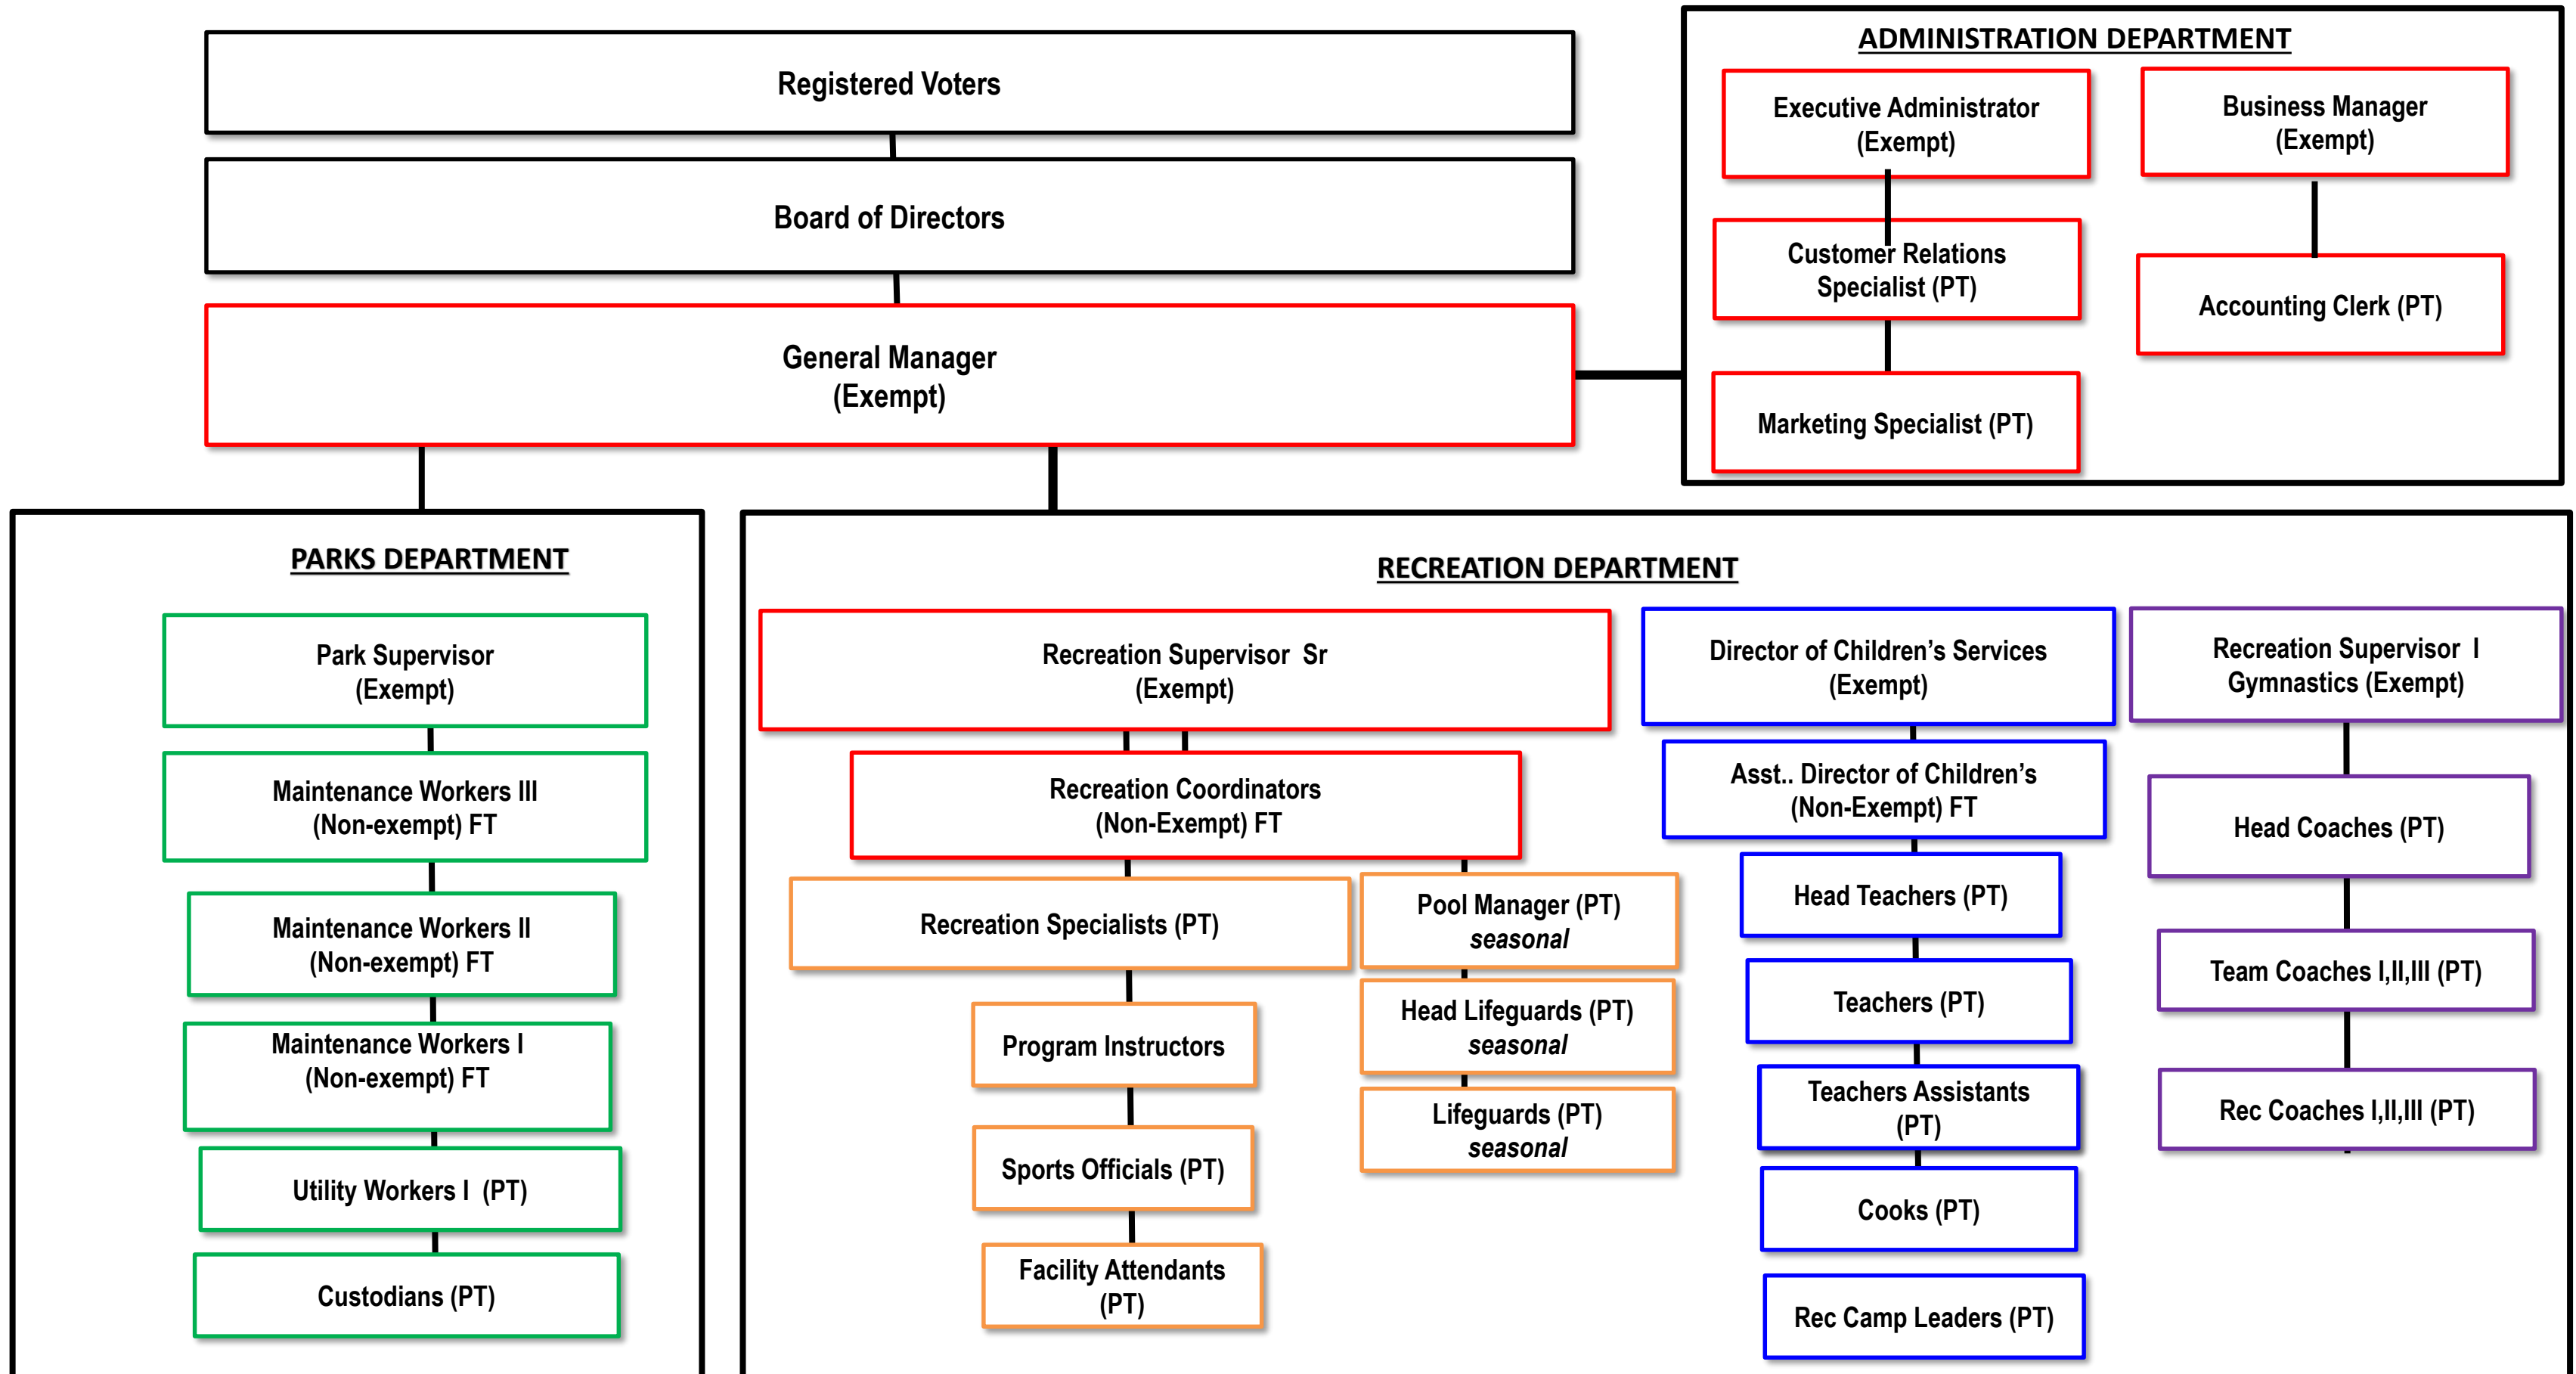 Registered Voters
Board of Directors
General Manager
(Exempt)
ADMINISTRATION DEPARTMENT
Executive Administrator
(Exempt)
Customer Relations
Specialist (PT)
Marketing Specialist (PT)
Business Manager
(Exempt)
Accounting Clerk (PT)
PARKS DEPARTMENT
Park Supervisor
(Exempt)
Maintenance Workers III
(Non-exempt) FT
Maintenance Workers II
(Non-exempt) FT
Maintenance Workers I
(Non-exempt) FT
Utility Workers I (PT)
Custodians (PT)
RECREATION DEPARTMENT
Recreation Supervisor Sr
(Exempt)
Recreation Coordinators
(Non-Exempt) FT
Recreation Specialists (PT)
Program Instructors
Sports Officials (PT)
Facility Attendants
(PT)
Pool Manager (PT)
seasonal
Head Lifeguards (PT)
seasonal
Lifeguards (PT)
seasonal
Director of Children’s Services
(Exempt)
Asst.. Director of Children’s
(Non-Exempt) FT
Head Teachers (PT)
Teachers (PT)
Teachers Assistants
(PT)
Cooks (PT)
Rec Camp Leaders (PT)
Recreation Supervisor I
Gymnastics (Exempt)
Head Coaches (PT)
Team Coaches I,II,III (PT)
Rec Coaches I,II,III (PT)